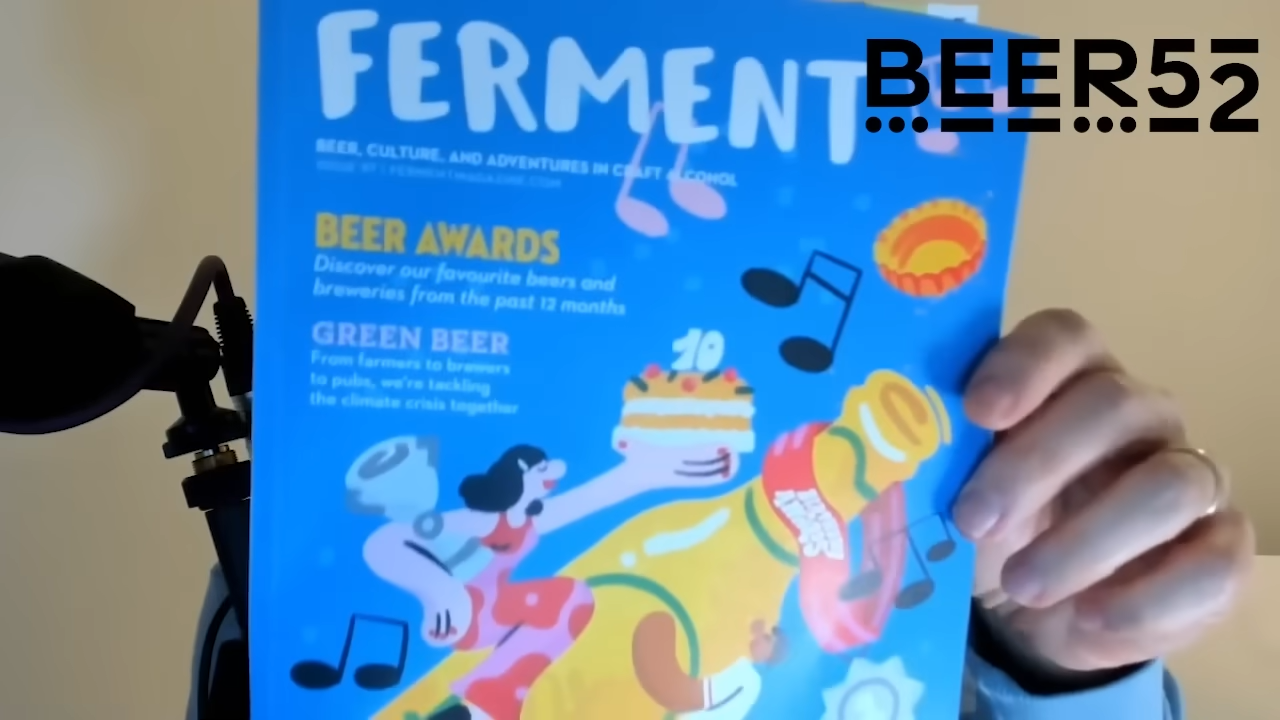 FERMENT
BEER52
BEER, CULTURE, AND ADVENTURES IN CRAFT ALCOHOL
BEER AWARDS
Discover our favourite beers and
breweries from the past 12 months
GREEN BEER
From farmers to brewers
to pubs, we're tackling
the climate crisis together
10